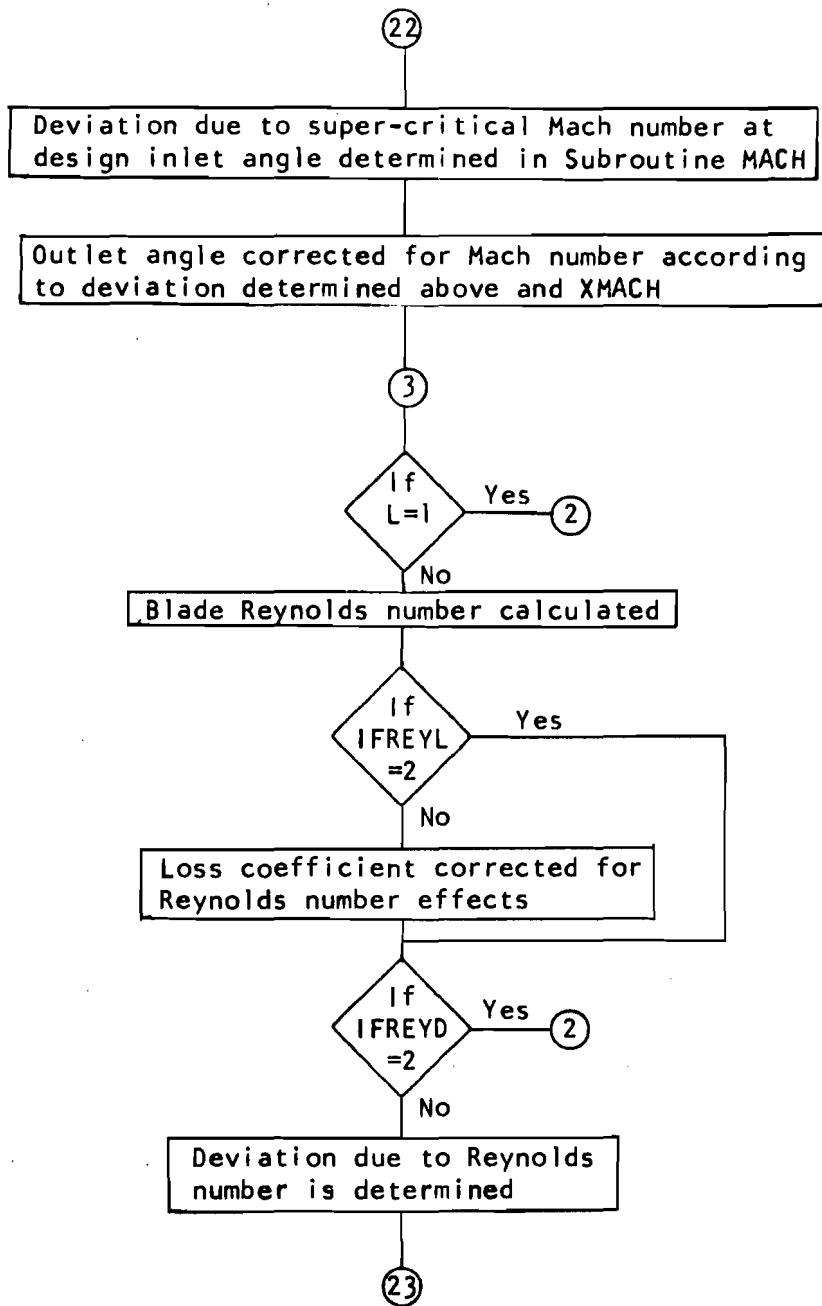 22
Deviation due to super-critical Mach number at
design inlet angle determined in Subroutine MACH
Outlet angle corrected for Mach number according
to deviation determined above and XMACH
3
If
L=1
Yes
2
No
Blade Reynolds number calculated
If
IFREYL
=2
Yes
No
Loss coefficient corrected for
Reynolds number effects
If
IFREYD
=2
Yes
2
No
Deviation due to Reynolds
number is determined
23